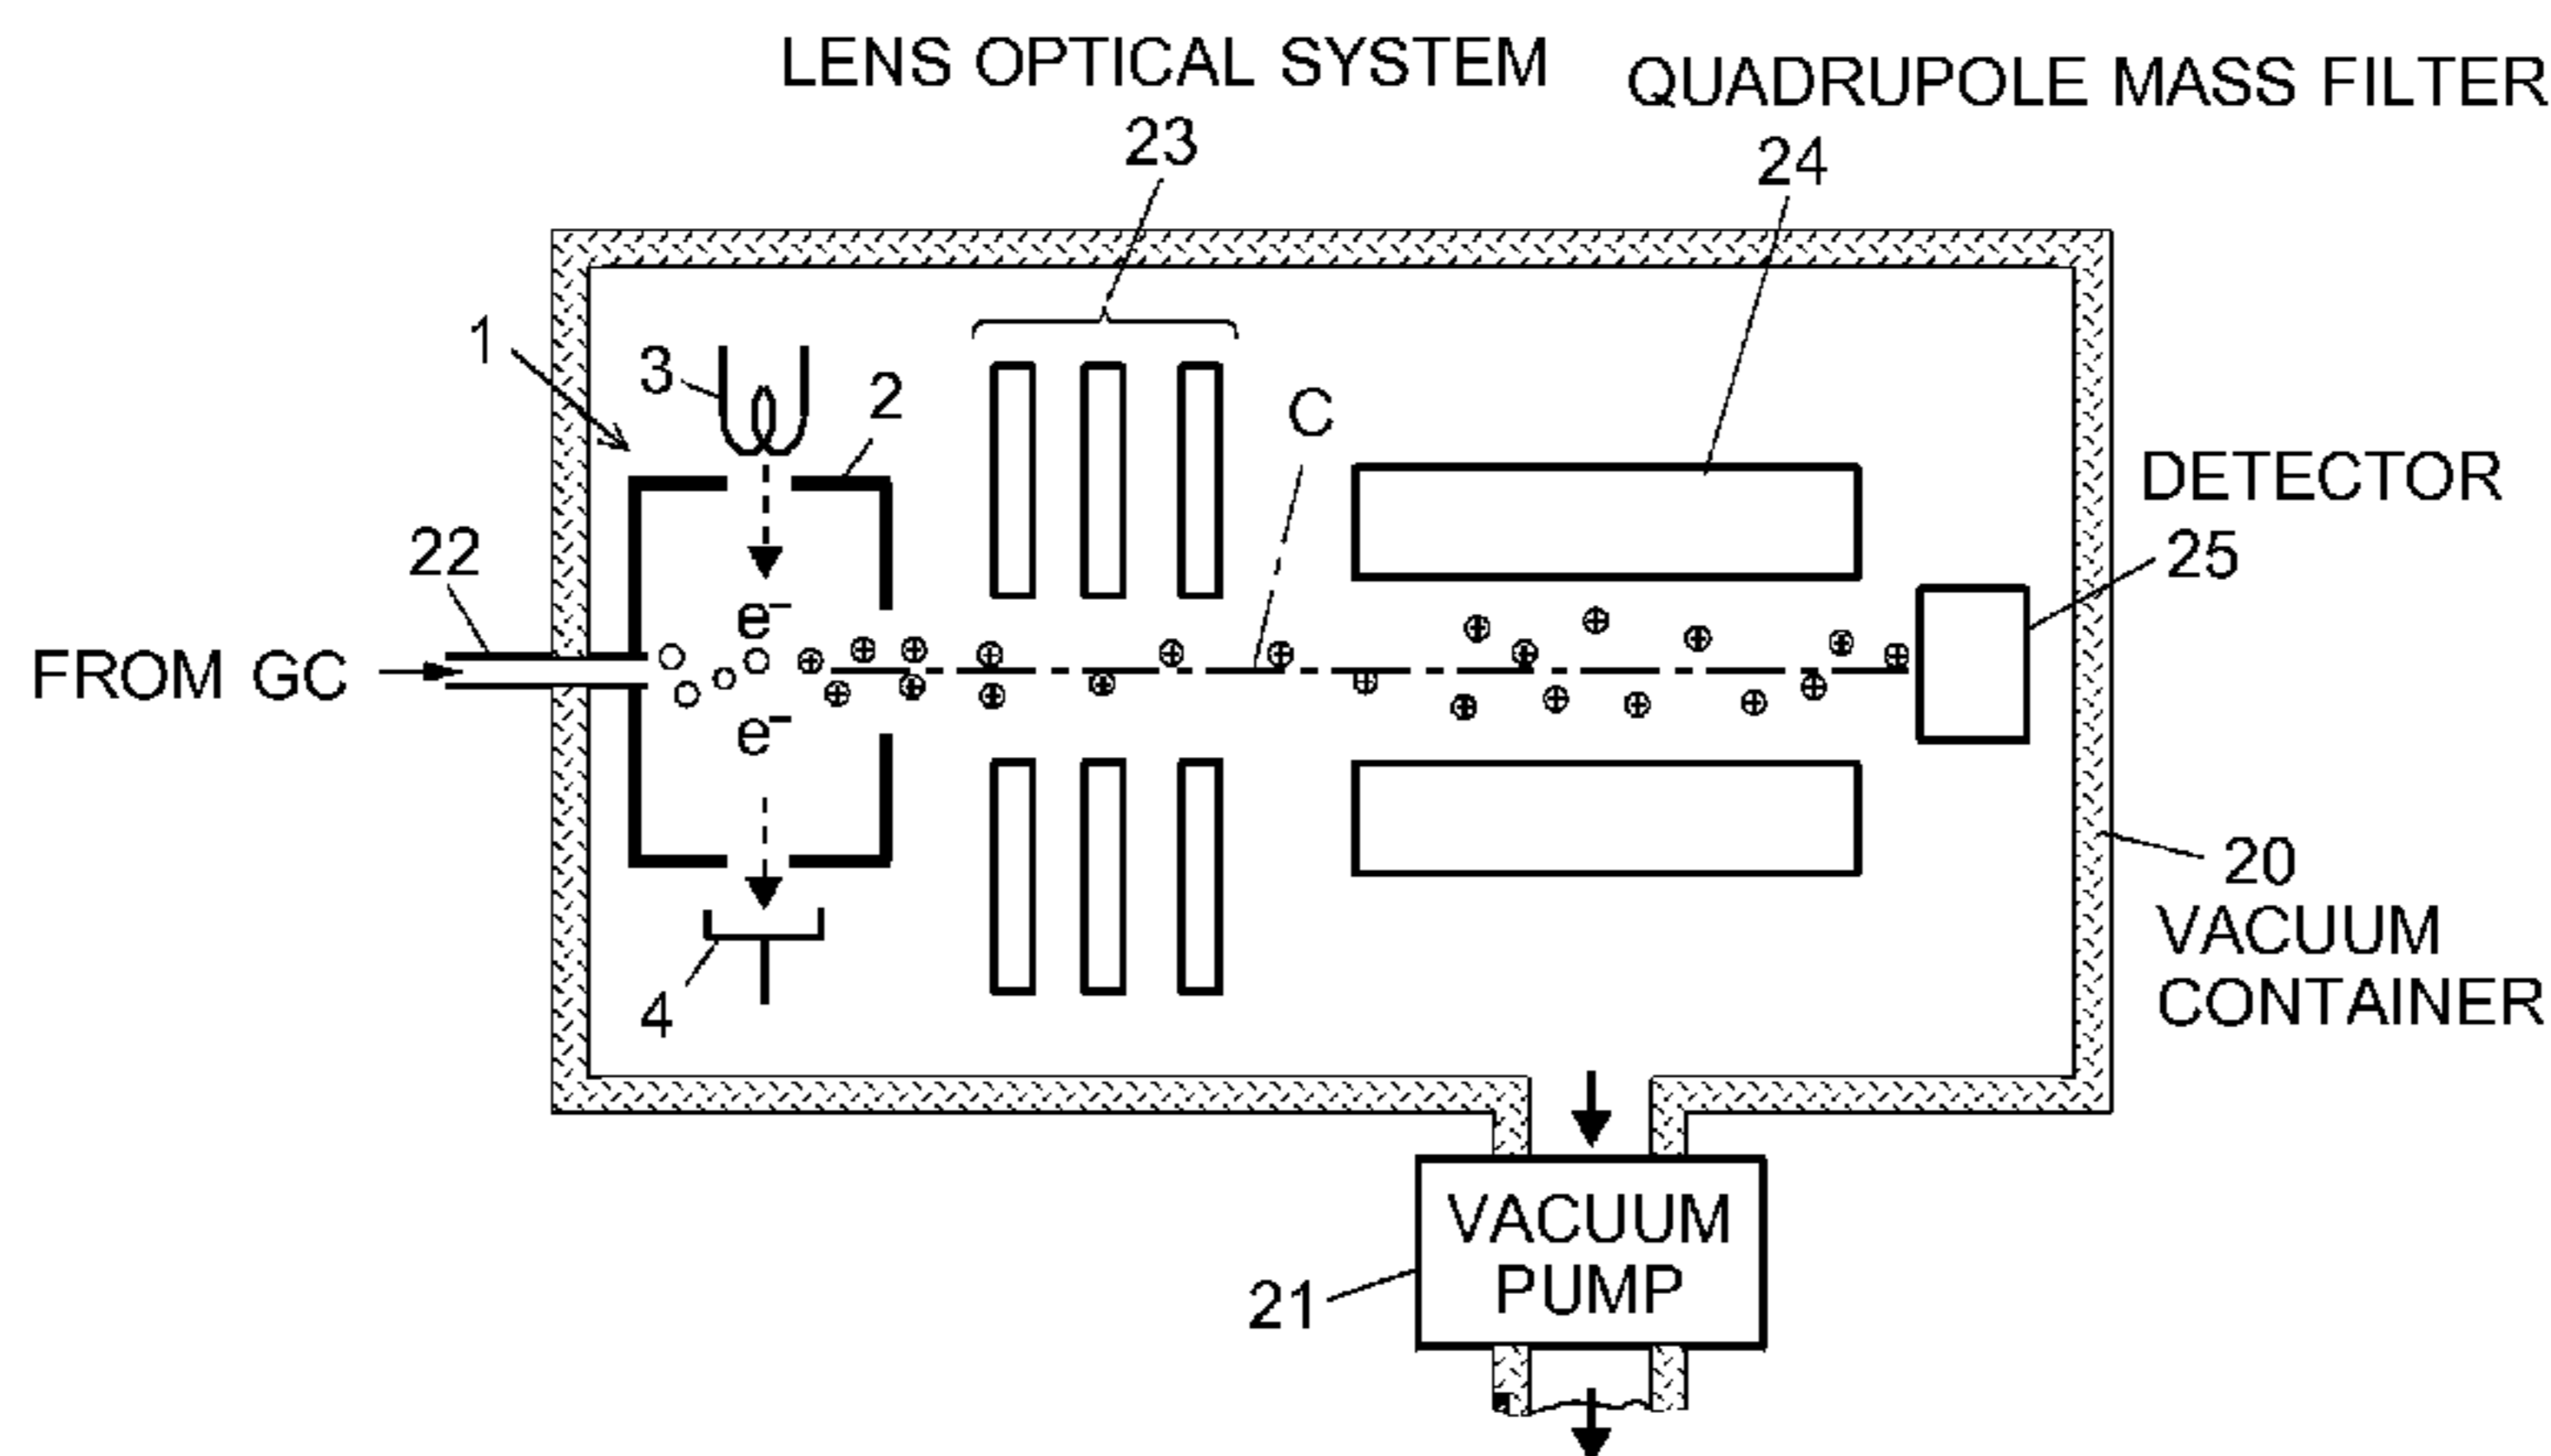 LENS OPTICAL SYSTEM
23
QUADRUPOLE MASS FILTER
24
1
3
2
C
DETECTOR
25
22
FROM GC
e⁻
e⁻
4
20
VACUUM
CONTAINER
VACUUM
PUMP
21